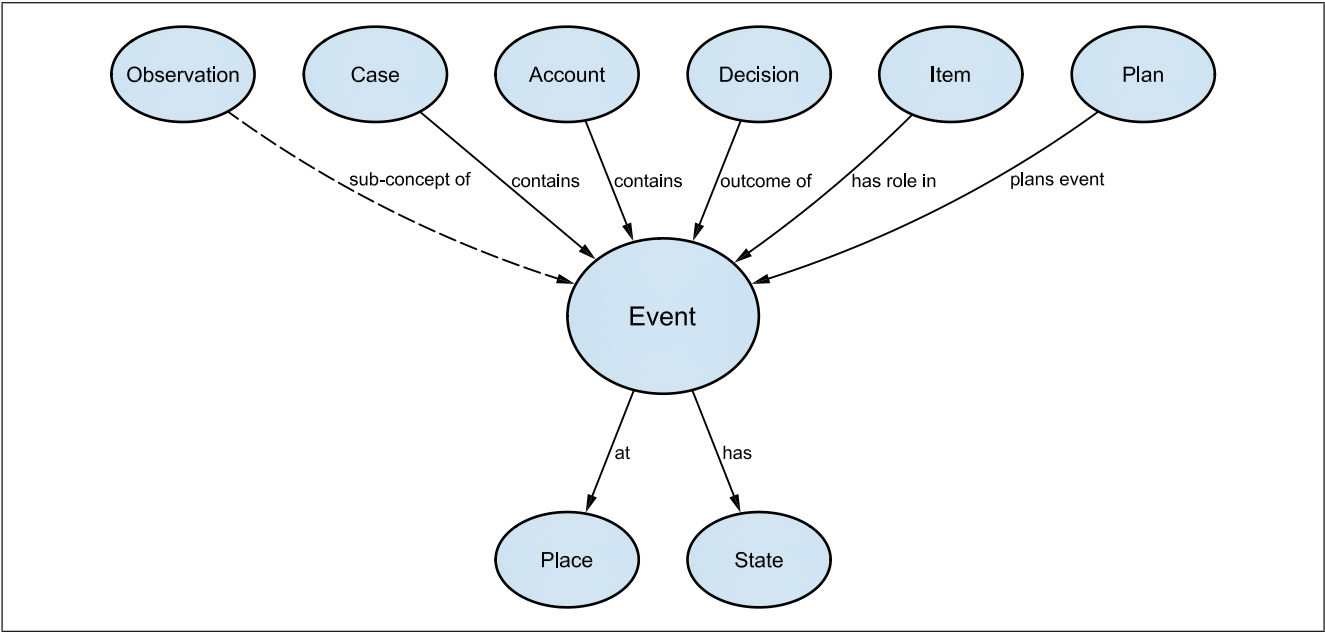 Observation
Case
Account
Decision
Item
Plan
sub-concept of
contains
contains
outcome of
has role in
plans event
Event
at
has
Place
State